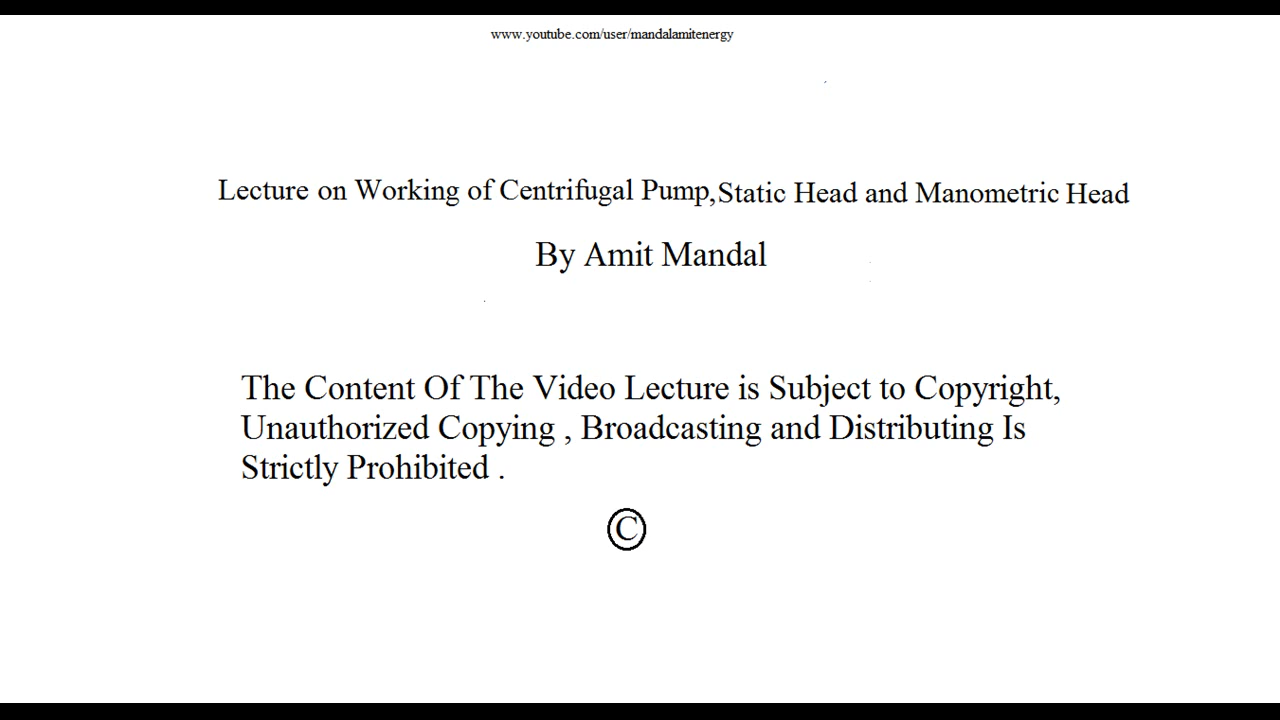 www.youtube.com/user/mandalamitenergy
Lecture on Working of Centrifugal Pump,Static Head and Manometric Head
By Amit Mandal
The Content Of The Video Lecture is Subject to Copyright,
Unauthorized Copying , Broadcasting and Distributing Is
Strictly Prohibited .
©